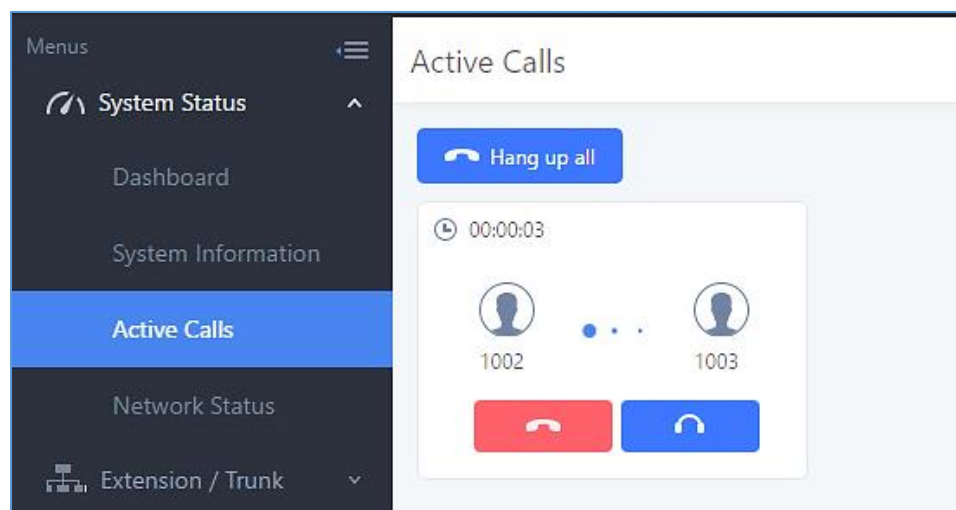 Menus
System Status
Dashboard
System Information
Active Calls
Network Status
Extension / Trunk
Active Calls
Hang up all
00:00:03
1002 1003